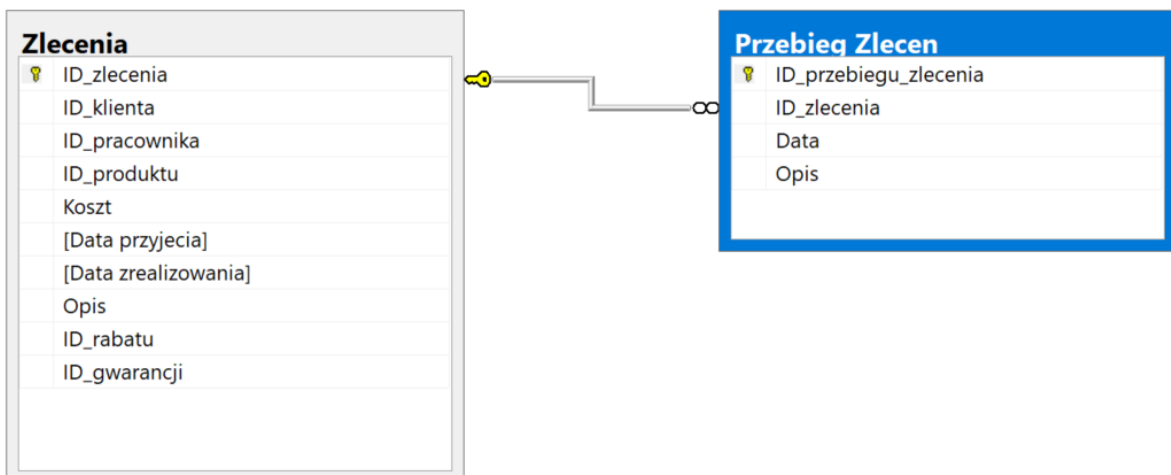 Zlecenia
ID_zlecenia
ID_klienta
ID_pracownika
ID_produktu
Koszt
[Data przyjecia]
[Data zrealizowania]
Opis
ID_rabatu
ID_gwarancji
Przebieg Zlecen
ID_przebiegu_zlecenia
ID_zlecenia
Data
Opis